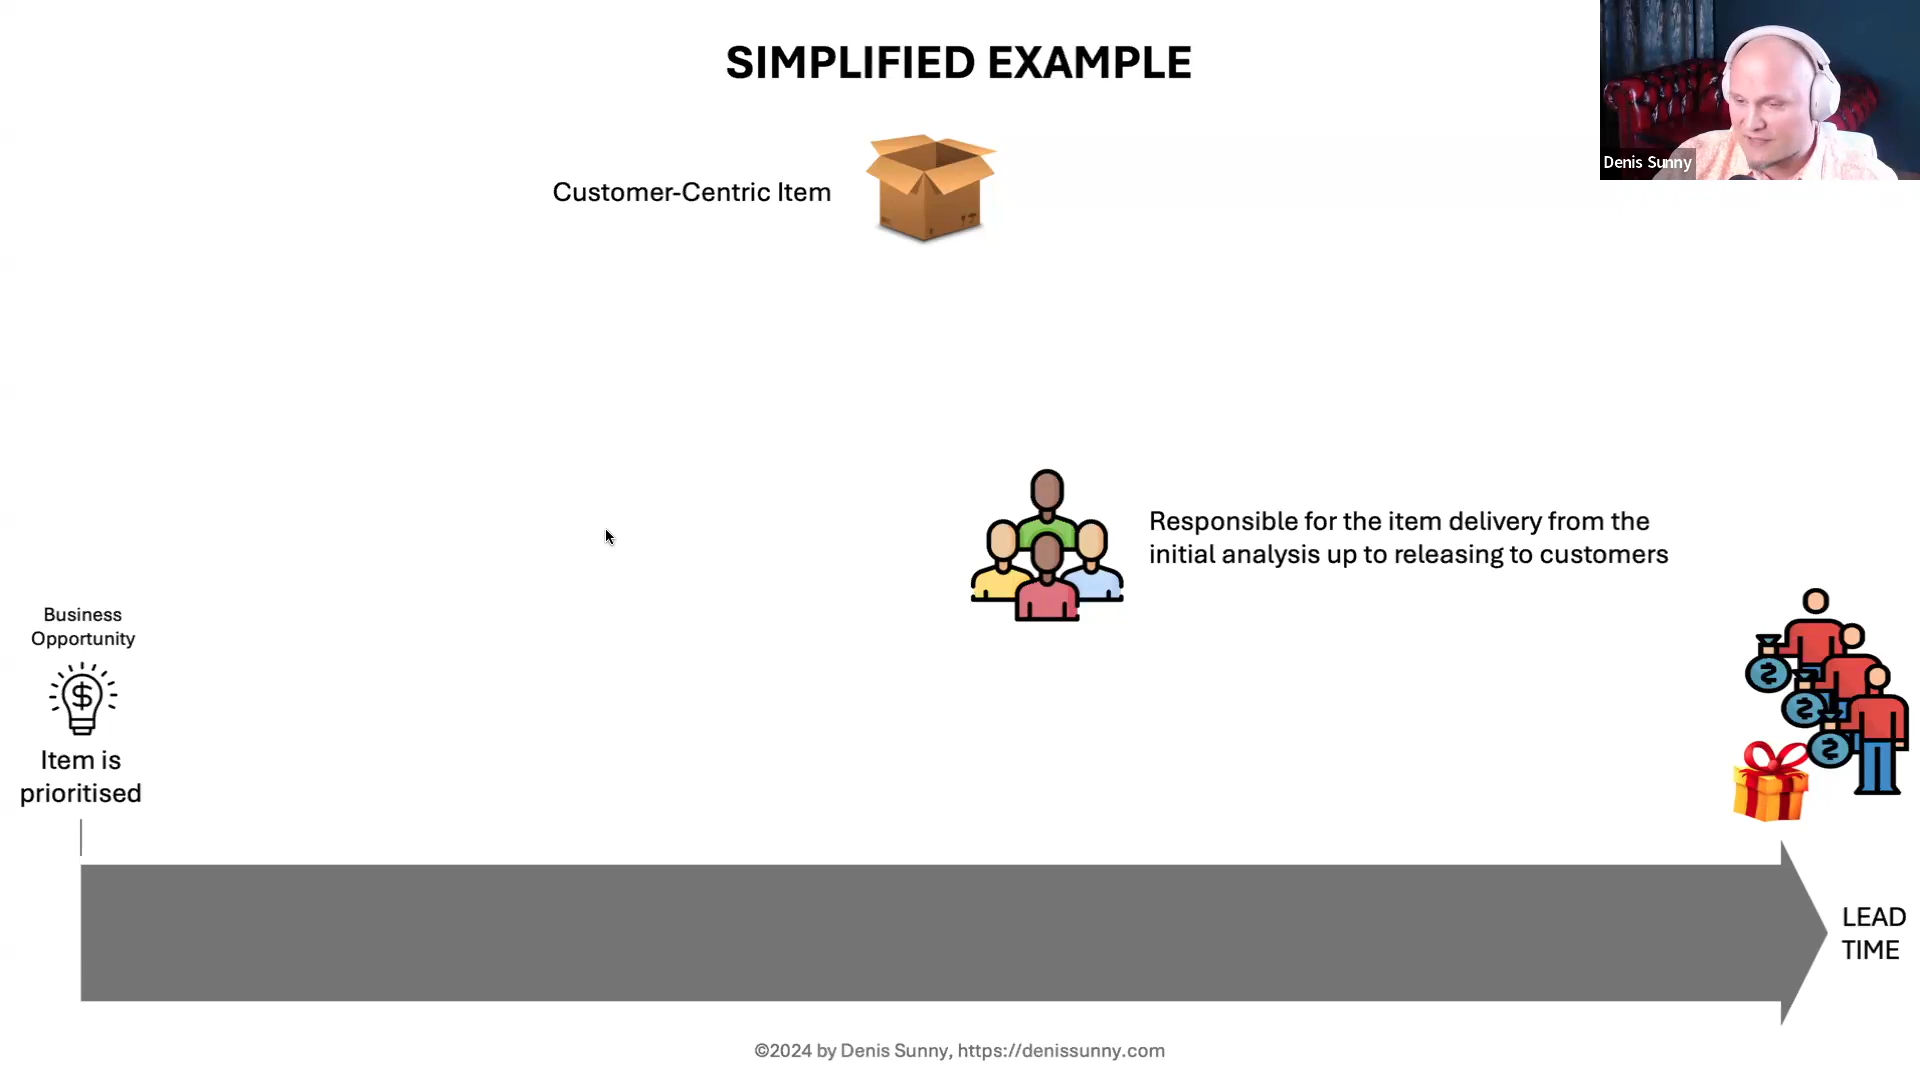 SIMPLIFIED EXAMPLE
Denis Sunny
Customer-Centric Item
Responsible for the item delivery from the
initial analysis up to releasing to customers
Business
Opportunity
Item is
prioritised
LEAD
TIME
©2024 by Denis Sunny, https://denissunny.com